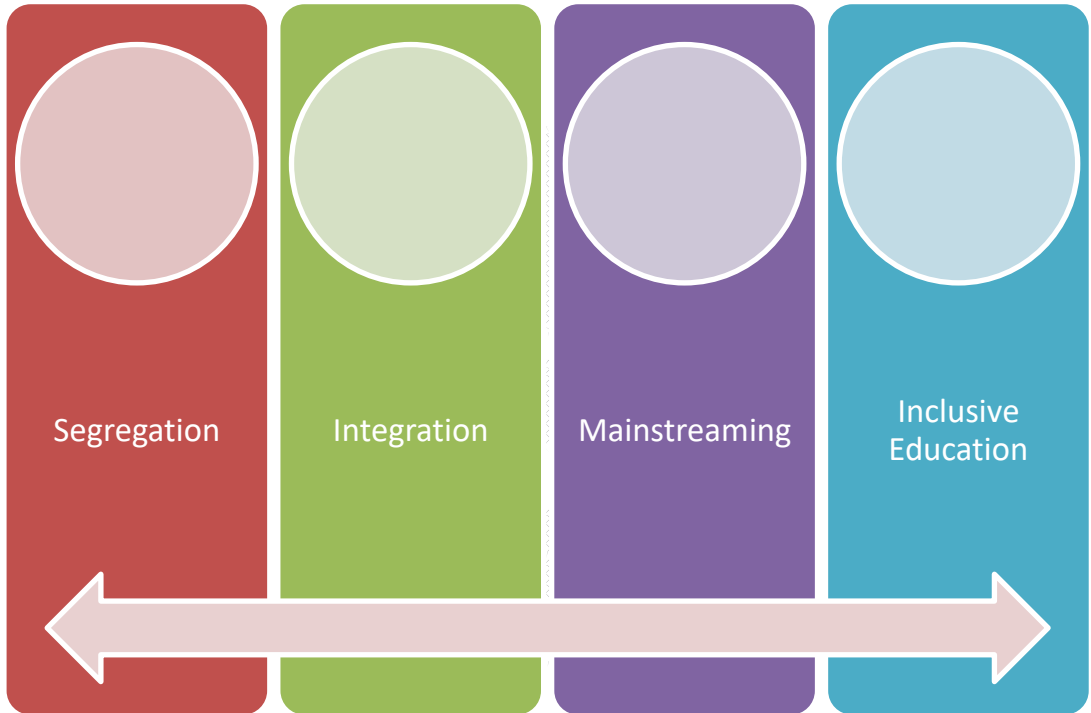 Segregation
Integration
Mainstreaming
Inclusive
Education